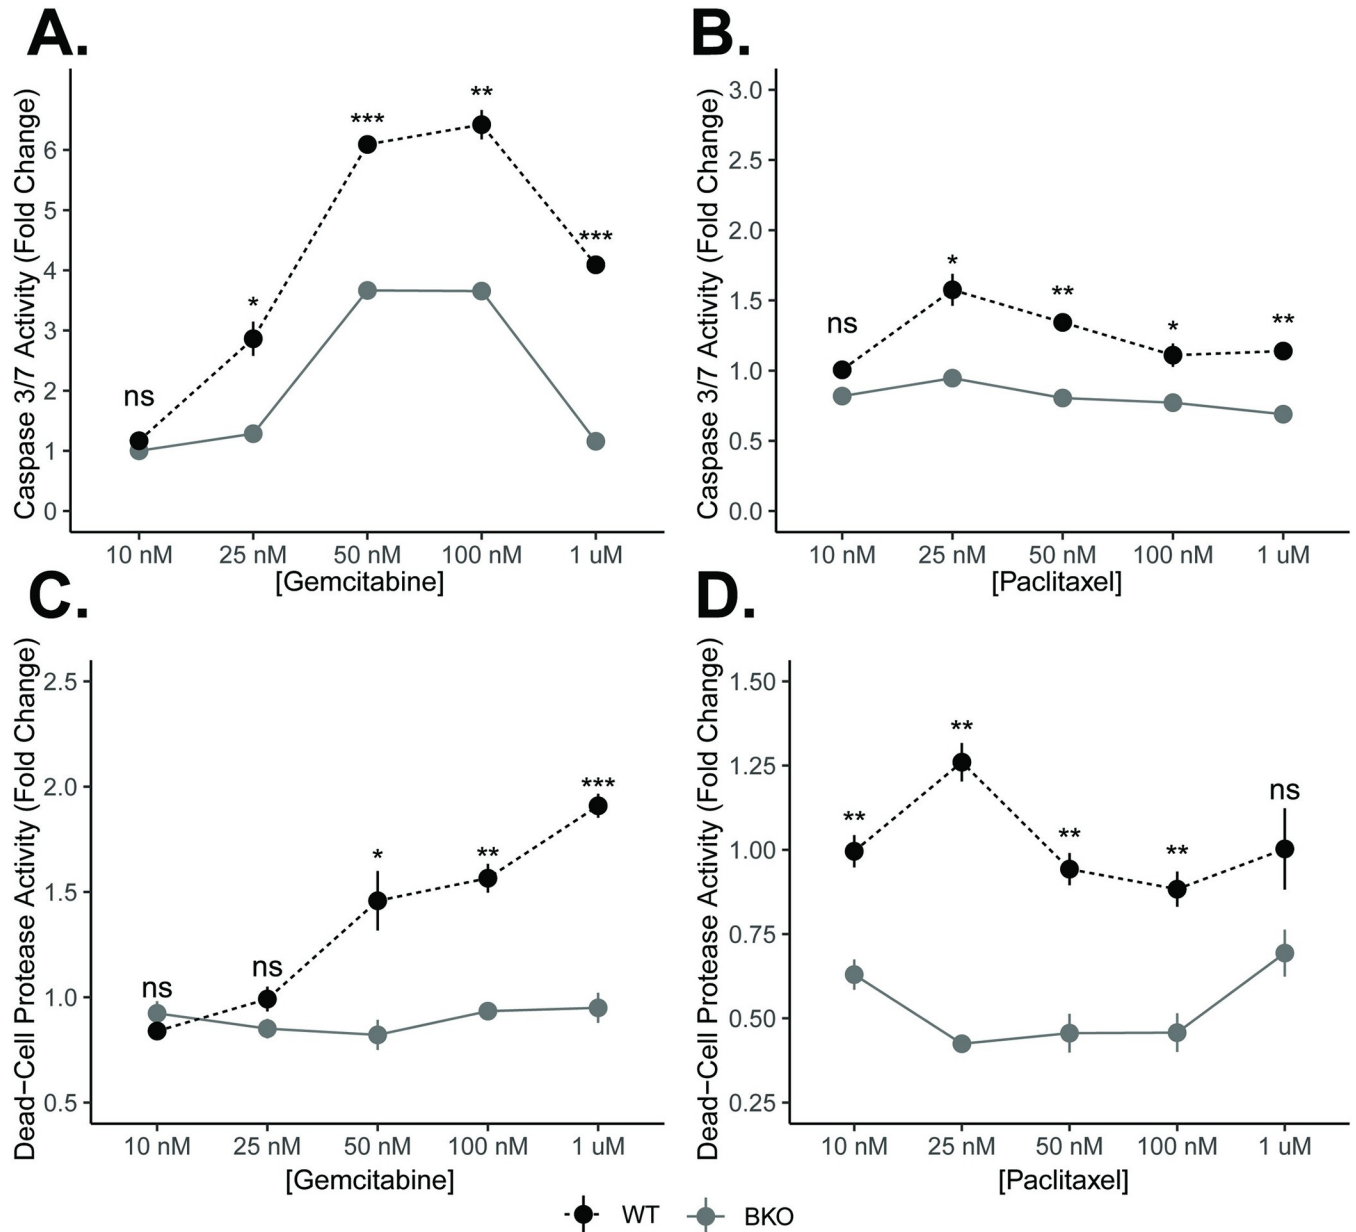 A.
Caspase 3/7 Activity (Fold Change)
6
5
4
3
2
1
0
ns
*
***
**
***
10 nM 25 nM 50 nM 100 nM 1 uM
[Gemcitabine]
B.
Caspase 3/7 Activity (Fold Change)
3.0
2.5
2.0
1.5
1.0
0.5
0.0
ns
*
**
*
**
10 nM 25 nM 50 nM 100 nM 1 uM
[Paclitaxel]
C.
Dead−Cell Protease Activity (Fold Change)
2.5
2.0
1.5
1.0
0.5
ns
ns
*
**
***
10 nM 25 nM 50 nM 100 nM 1 uM
[Gemcitabine]
D.
Dead−Cell Protease Activity (Fold Change)
1.50
1.25
1.00
0.75
0.50
0.25
**
**
**
**
ns
10 nM 25 nM 50 nM 100 nM 1 uM
[Paclitaxel]
WT BKO